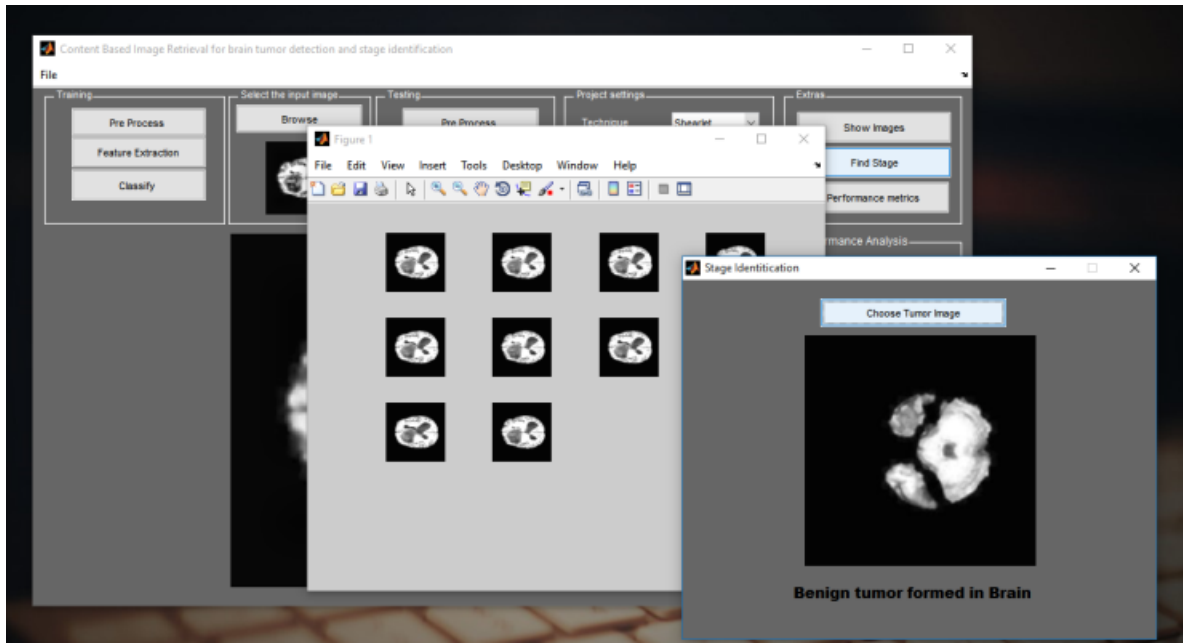 Content Based Image Retrieval for brain tumor detection and stage identification
File
Training
Pre Process
Feature Extraction
Classify
Select the input image
Browse
Testing
Pre Process
Project settings
Technique
Shearlet
Extras
Show Images
Find Stage
Performance metrics
rmance Analysis
Figure 1
File Edit View Insert Tools Desktop Window Help
Stage Identitication
Choose Tumor Image
Benign tumor formed in Brain